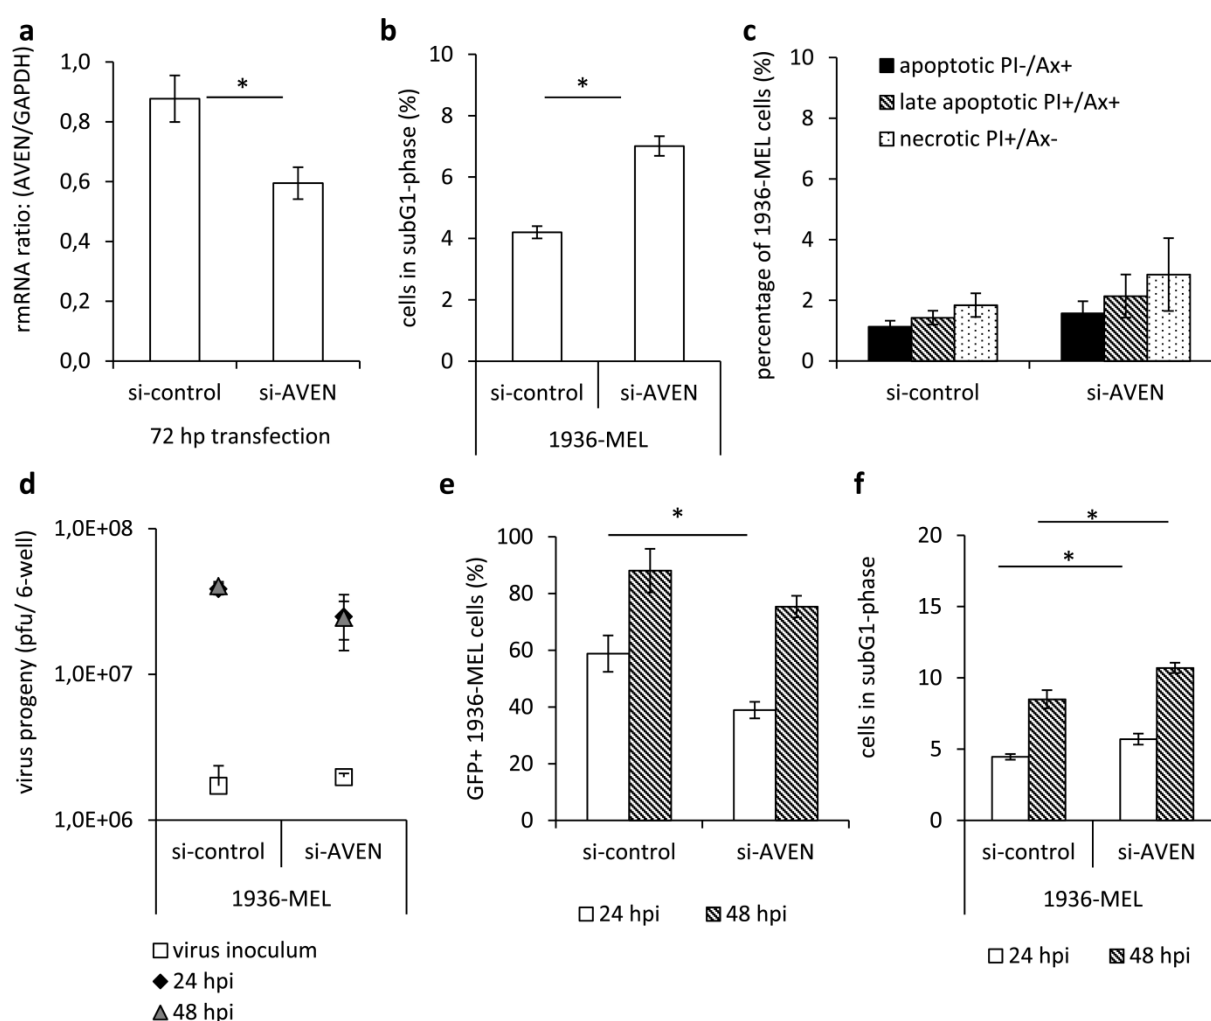 a
rmRNA ratio: (AVEN/GAPDH)
1,0
0,8
0,6
0,4
0,2
0,0
*
si-control si-AVEN
72 hp transfection
b
cells in subG1-phase (%)
10
8
6
4
2
0
*
si-control si-AVEN
1936-MEL
c
percentage of 1936-MEL cells (%)
10
8
6
4
2
0
apoptotic PI-/Ax+
late apoptotic PI+/Ax+
necrotic PI+/Ax-
si-control si-AVEN
d
virus progeny (pfu/ 6-well)
1,0E+08
1,0E+07
1,0E+06
si-control si-AVEN
1936-MEL
virus inoculum
24 hpi
48 hpi
e
GFP+ 1936-MEL cells (%)
100
80
60
40
20
0
*
si-control si-AVEN
24 hpi 48 hpi
f
cells in subG1-phase
20
15
10
5
0
*
*
si-control si-AVEN
1936-MEL
24 hpi 48 hpi